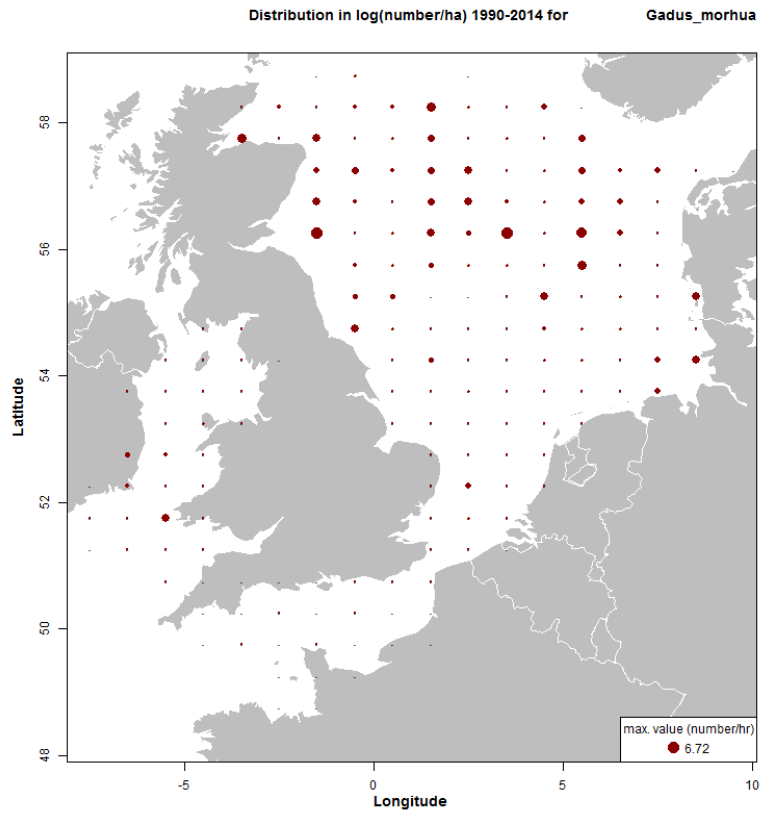 Distribution in log(number/ha) 1990-2014 for Gadus_morhua
58
56
54
52
50
48
Latitude
max. value (number/hr)
6.72
-5 0 5 10
Longitude